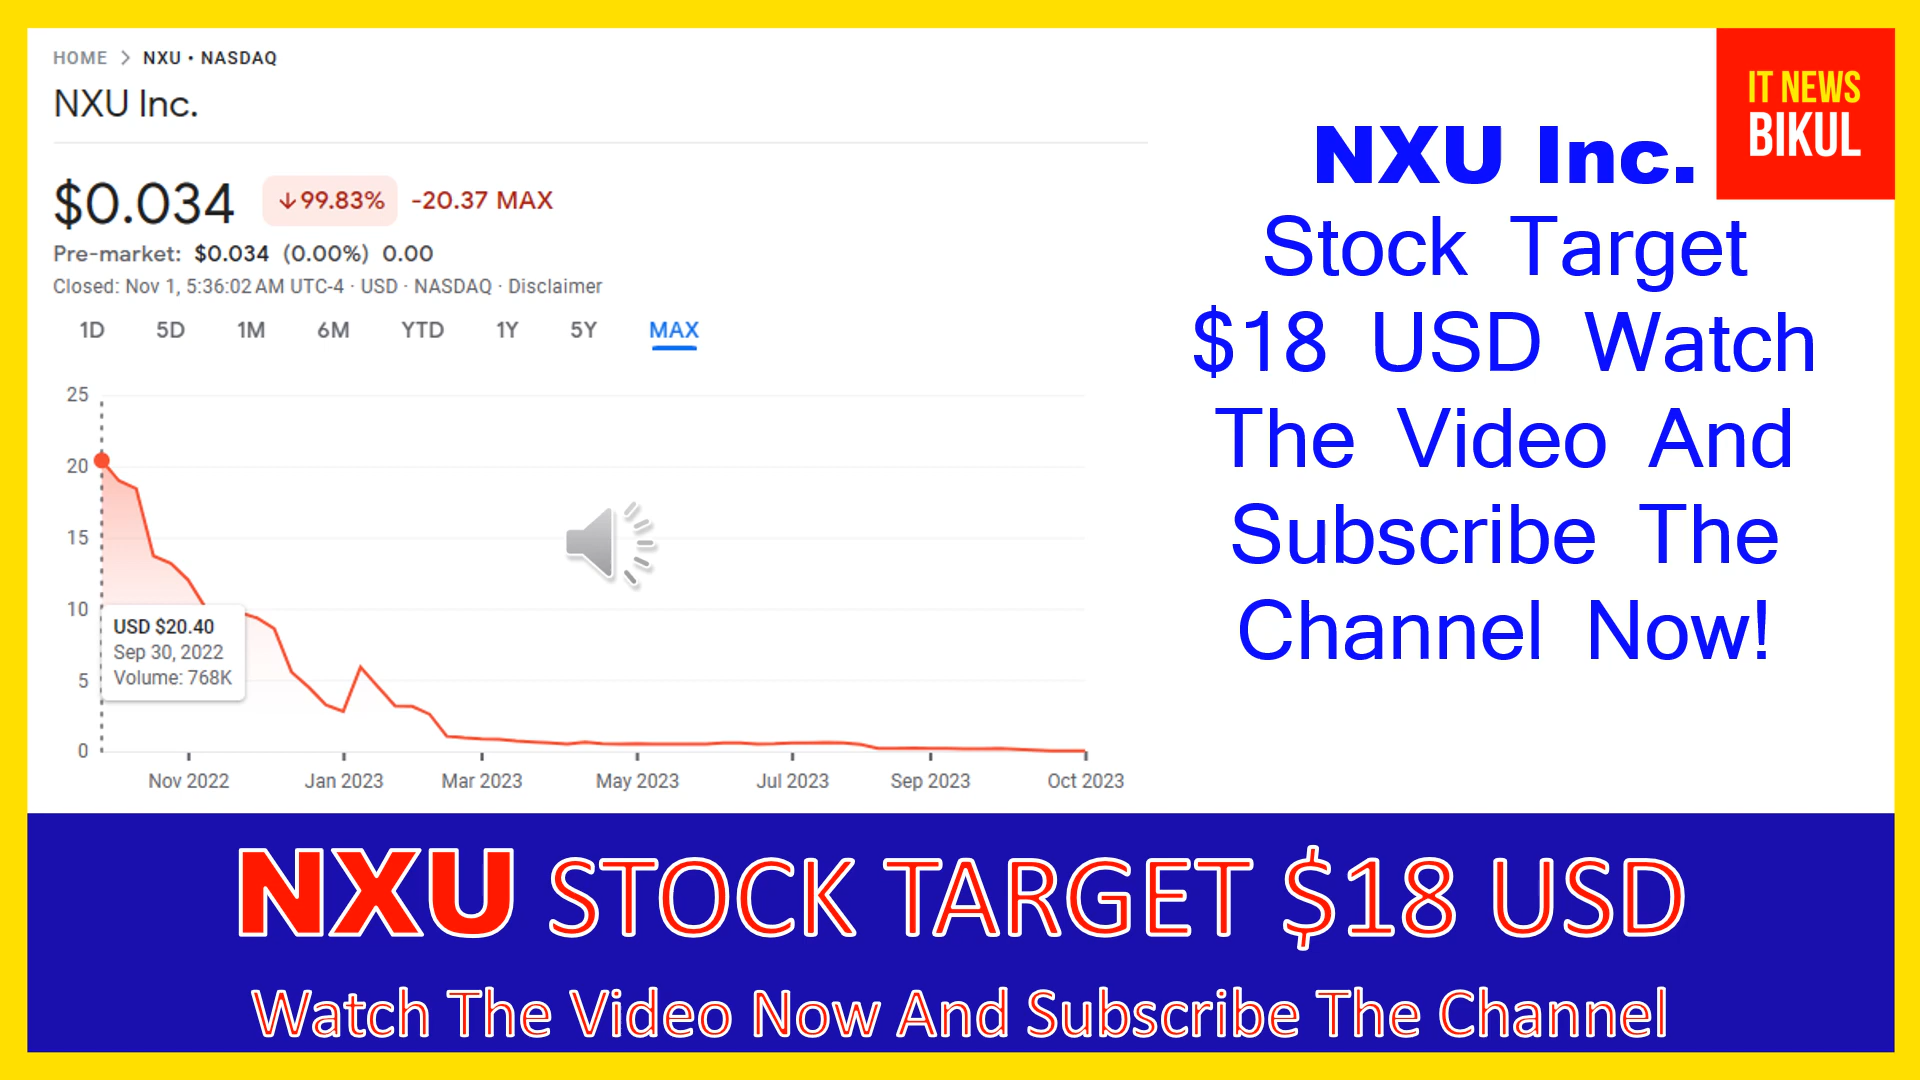 HOME > NXU • NASDAQ
NXU Inc.
$0.034 ↓99.83% -20.37 MAX
Pre-market: $0.034 (0.00%) 0.00
Closed: Nov 1, 5:36:02 AM UTC-4 · USD · NASDAQ · Disclaimer
1D 5D 1M 6M YTD 1Y 5Y MAX
25
20
15
10
5
0
USD $20.40
Sep 30, 2022
Volume: 768K
Nov 2022 Jan 2023 Mar 2023 May 2023 Jul 2023 Sep 2023 Oct 2023
IT NEWS
BIKUL
NXU Inc.
Stock Target
$18 USD Watch
The Video And
Subscribe The
Channel Now!
NXU STOCK TARGET $18 USD
Watch The Video Now And Subscribe The Channel